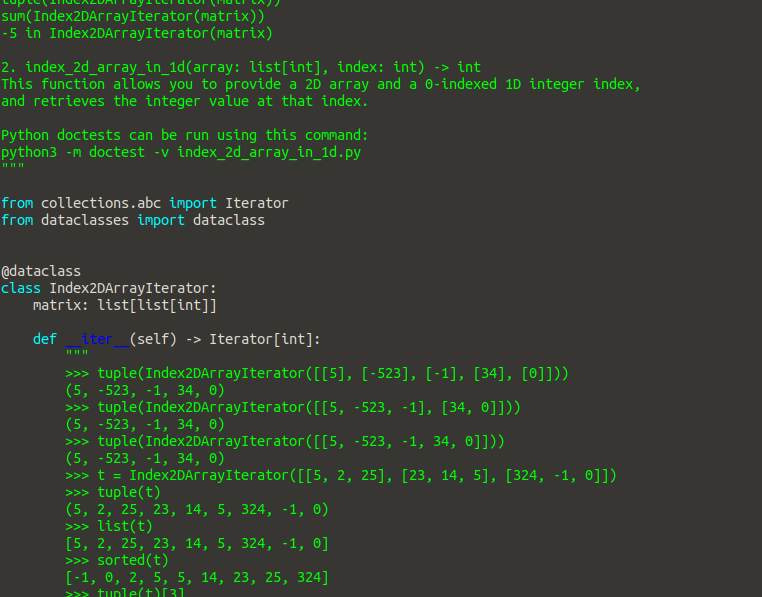 tuple(Index2DArrayIterator(matrix))
sum(Index2DArrayIterator(matrix))
-5 in Index2DArrayIterator(matrix)

2. index_2d_array_in_1d(array: list[int], index: int) -> int
This function allows you to provide a 2D array and a 0-indexed 1D integer index,
and retrieves the integer value at that index.

Python doctests can be run using this command:
python3 -m doctest -v index_2d_array_in_1d.py
"""

from collections.abc import Iterator
from dataclasses import dataclass


@dataclass
class Index2DArrayIterator:
    matrix: list[list[int]]

    def __iter__(self) -> Iterator[int]:
        """
        >>> tuple(Index2DArrayIterator([[5], [-523], [-1], [34], [0]]))
        (5, -523, -1, 34, 0)
        >>> tuple(Index2DArrayIterator([[5, -523, -1], [34, 0]]))
        (5, -523, -1, 34, 0)
        >>> tuple(Index2DArrayIterator([[5, -523, -1, 34, 0]]))
        (5, -523, -1, 34, 0)
        >>> t = Index2DArrayIterator([[5, 2, 25], [23, 14, 5], [324, -1, 0]])
        >>> tuple(t)
        (5, 2, 25, 23, 14, 5, 324, -1, 0)
        >>> list(t)
        [5, 2, 25, 23, 14, 5, 324, -1, 0]
        >>> sorted(t)
        [-1, 0, 2, 5, 5, 14, 23, 25, 324]
        >>> tuple(t)[3]